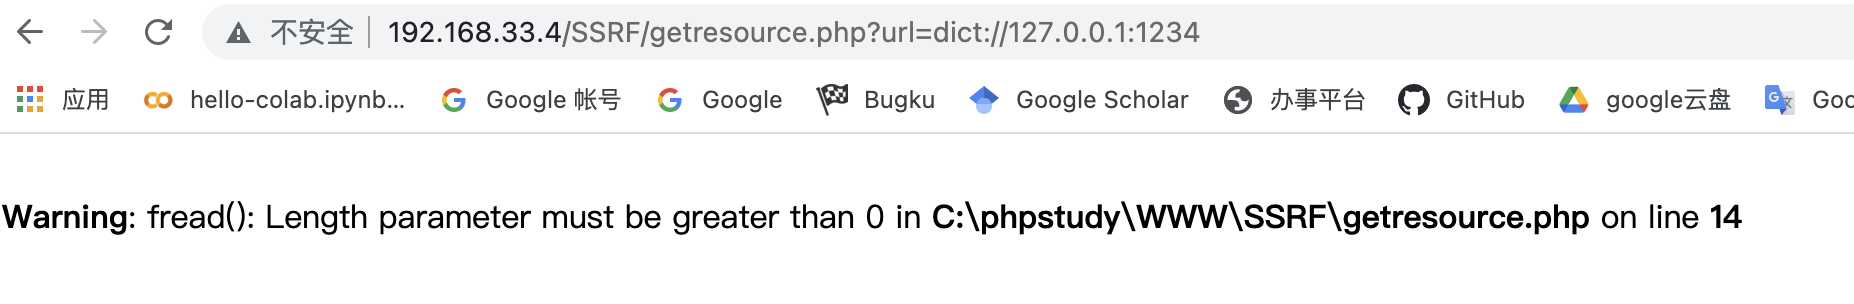 不安全 192.168.33.4/SSRF/getresource.php?url=dict://127.0.0.1:1234
应用 hello-colab.ipynb... Google 帐号 Google Bugku Google Scholar 办事平台 GitHub google云盘 Goo
Warning: fread(): Length parameter must be greater than 0 in C:\phpstudy\WWW\SSRF\getresource.php on line 14